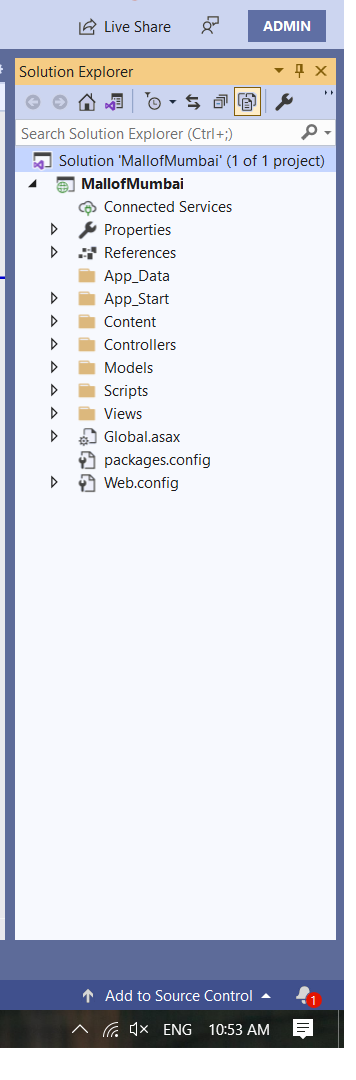 Live Share
ADMIN
Solution Explorer
Search Solution Explorer (Ctrl+;)
Solution 'MallofMumbai' (1 of 1 project)
MallofMumbai
Connected Services
Properties
References
App_Data
App_Start
Content
Controllers
Models
Scripts
Views
Global.asax
packages.config
Web.config
Add to Source Control
1
ENG 10:53 AM